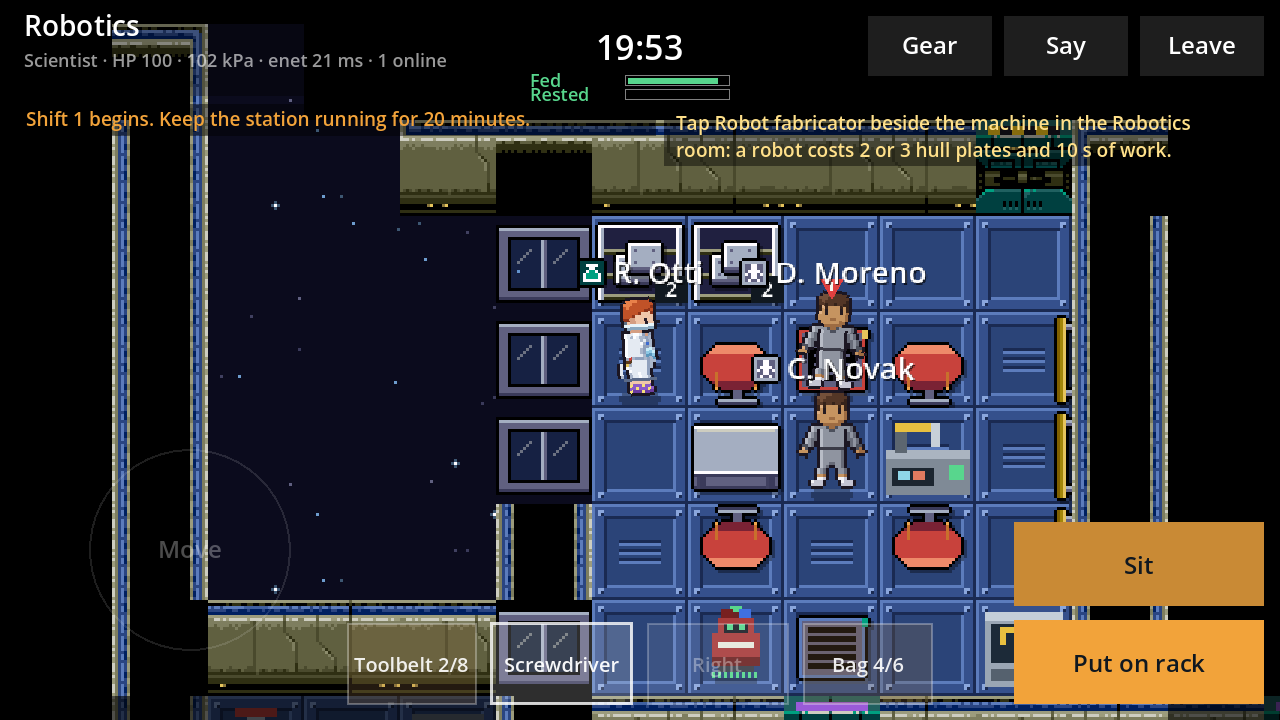 Robotics
Scientist · HP 100 · 102 kPa · enet 21 ms · 1 online
19:53
Fed
Rested
Gear
Say
Leave
Shift 1 begins. Keep the station running for 20 minutes.
Tap Robot fabricator beside the machine in the Robotics
room: a robot costs 2 or 3 hull plates and 10 s of work.
R. Otti
D. Moreno
2
2
C. Novak
Move
Sit
Toolbelt 2/8
Screwdriver
Right
Bag 4/6
Put on rack